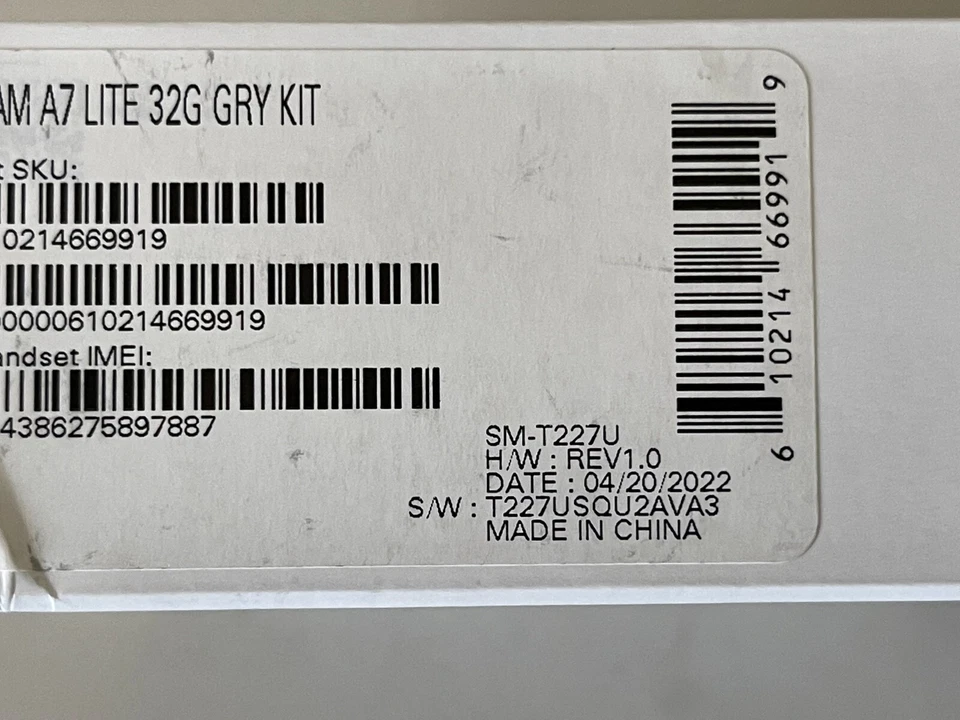 AM A7 LITE 32G GRY KIT
t SKU:
10214669919
00000610214669919
andset IMEI:
4386275897887
SM-T227U
H/W : REV1.0
DATE : 04/20/2022
S/W : T227USQU2AVA3
MADE IN CHINA
6 10214 66991 9